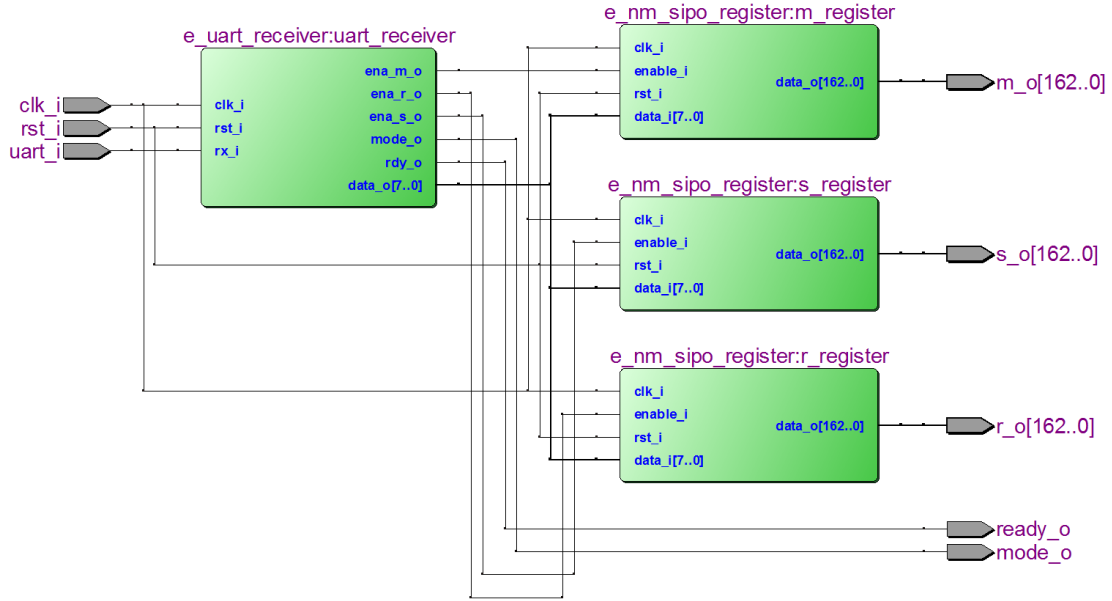 e_uart_receiver:uart_receiver
clk_i
rst_i
uart_i
clk_i
rst_i
rx_i
ena_m_o
ena_r_o
ena_s_o
mode_o
rdy_o
data_o[7..0]
e_nm_sipo_register:m_register
clk_i
enable_i
rst_i
data_i[7..0]
data_o[162..0]
m_o[162..0]
e_nm_sipo_register:s_register
clk_i
enable_i
rst_i
data_i[7..0]
data_o[162..0]
s_o[162..0]
e_nm_sipo_register:r_register
clk_i
enable_i
rst_i
data_i[7..0]
data_o[162..0]
r_o[162..0]
ready_o
mode_o